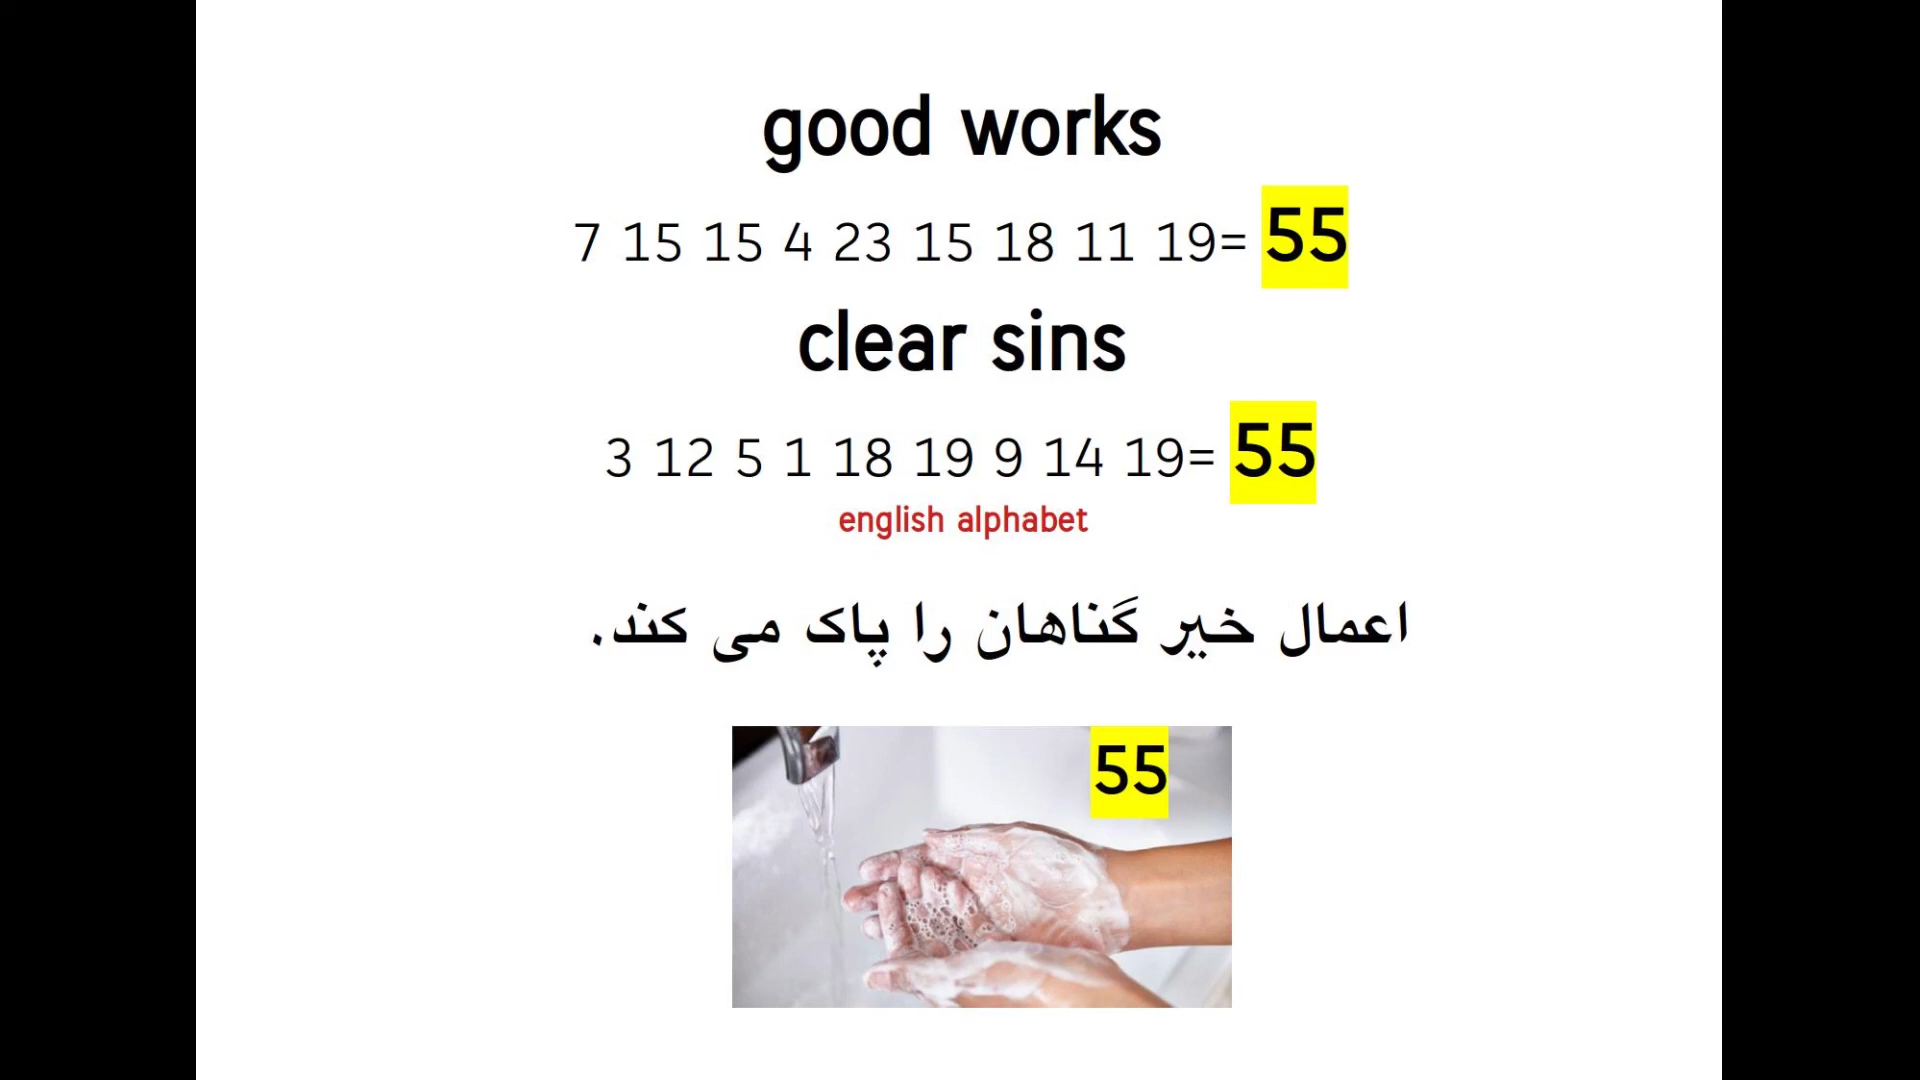 good works
7 15 15 4 23 15 18 11 19= 55
clear sins
3 12 5 1 18 19 9 14 19= 55
english alphabet
اعمال خیر گناهان را پاک می کند.
55